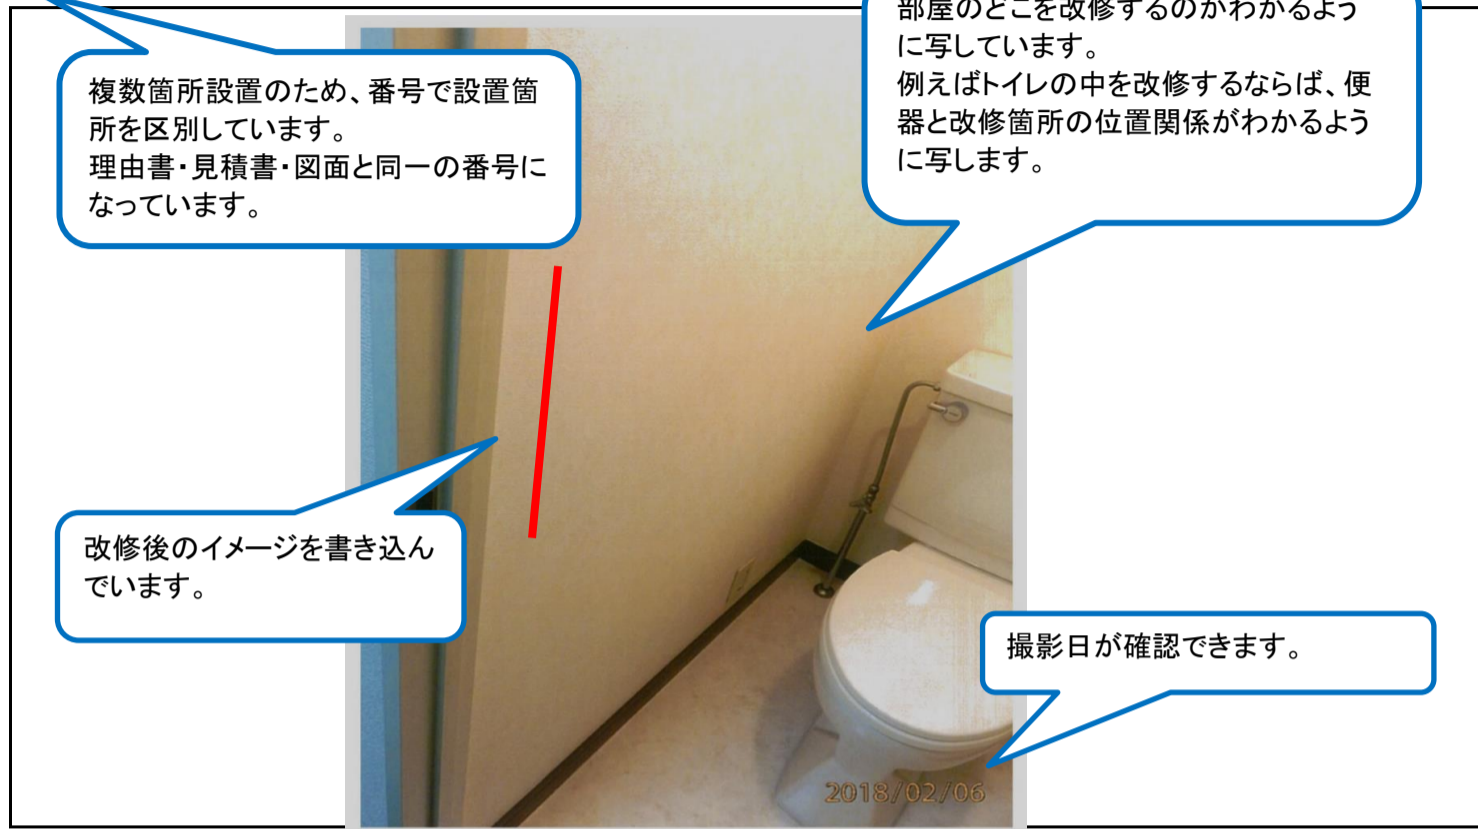 複数箇所設置のため、番号で設置箇
所を区別しています。
理由書・見積書・図面と同一の番号に
なっています。
部屋のどこを改修するのかわかるよう
に写しています。
例えばトイレの中を改修するならば、便
器と改修箇所の位置関係がわかるよう
に写します。
改修後のイメージを書き込ん
でいます。
撮影日が確認できます。
2018/02/06